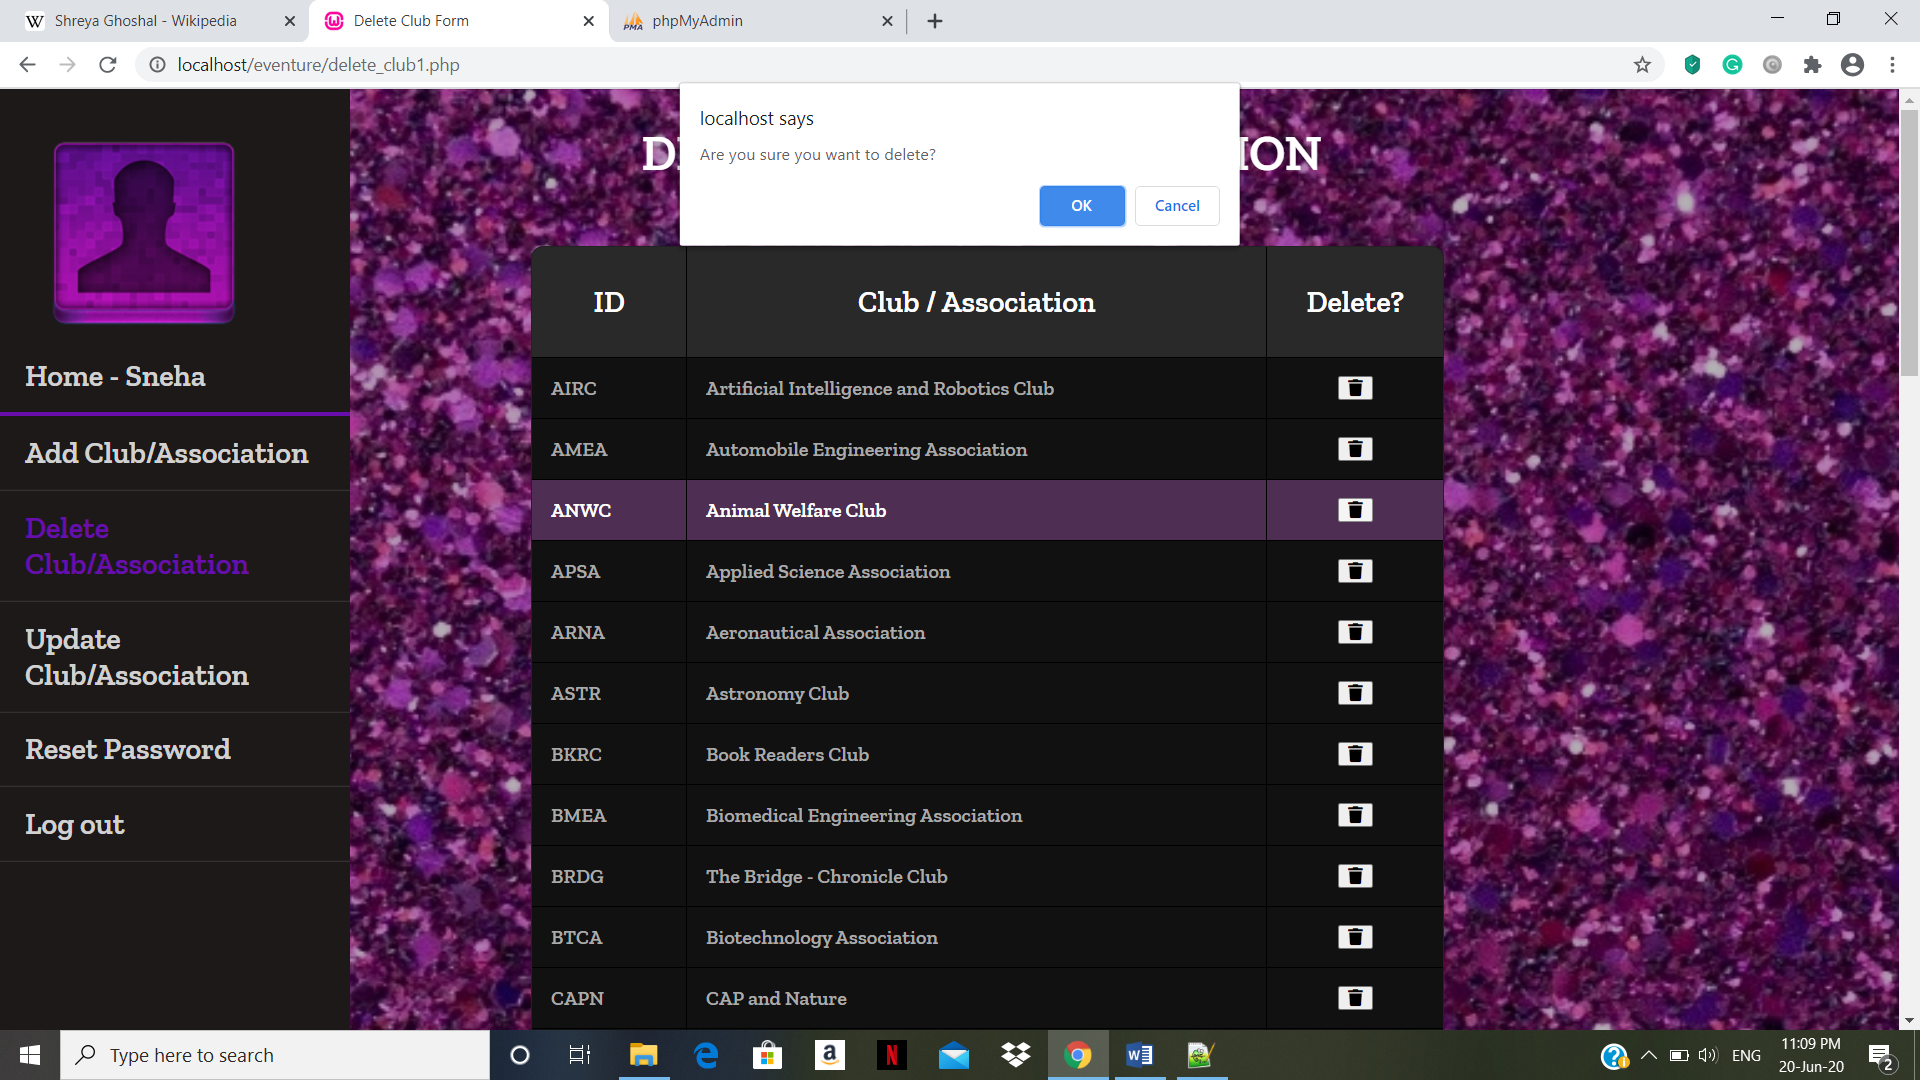 Shreya Ghoshal - Wikipedia
Delete Club Form
phpMyAdmin
localhost/eventure/delete_club1.php
localhost says
Are you sure you want to delete?
OK
Cancel
Home - Sneha
Add Club/Association
Delete
Club/Association
Update
Club/Association
Reset Password
Log out
ID Club / Association Delete?
AIRC Artificial Intelligence and Robotics Club
AMEA Automobile Engineering Association
ANWC Animal Welfare Club
APSA Applied Science Association
ARNA Aeronautical Association
ASTR Astronomy Club
BKRC Book Readers Club
BMEA Biomedical Engineering Association
BRDG The Bridge - Chronicle Club
BTCA Biotechnology Association
CAPN CAP and Nature
Type here to search
ENG
11:09 PM
20-Jun-20
2